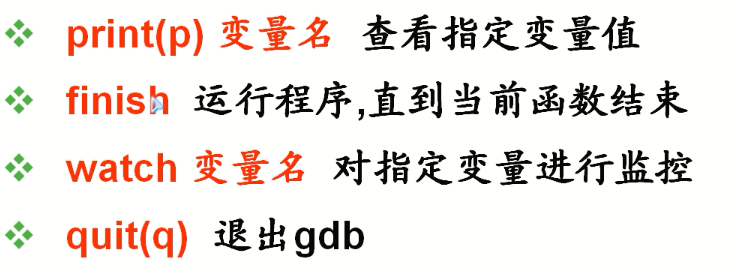 print(p) 变量名 查看指定变量值
finish 运行程序,直到当前函数结束
watch 变量名 对指定变量进行监控
quit(q) 退出gdb